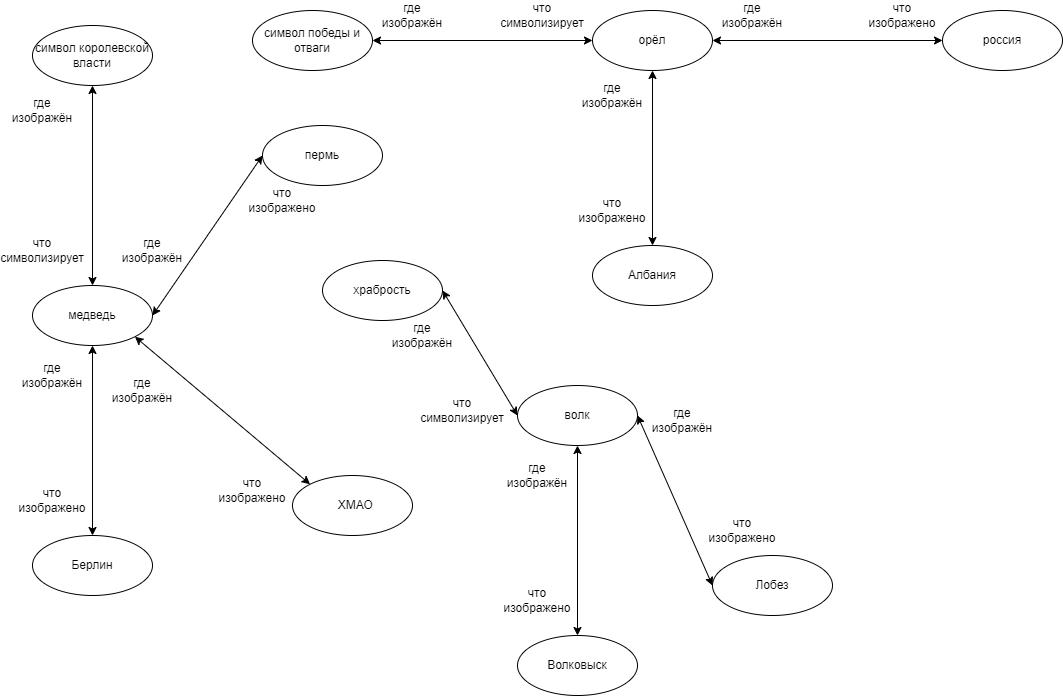 где
изображён
что
символизирует
где
изображён
что
изображено
символ королевской
власти
символ победы и
отваги
орёл
россия
где
изображён
где
изображён
пермь
что
изображено
что
изображено
что
символизирует
где
изображён
Албания
храбрость
медведь
где
изображён
где
изображён
где
изображён
что
символизирует
волк
где
изображён
где
изображён
что
изображено
что
изображено
ХМАО
что
изображено
Берлин
Лобез
что
изображено
Волковыск